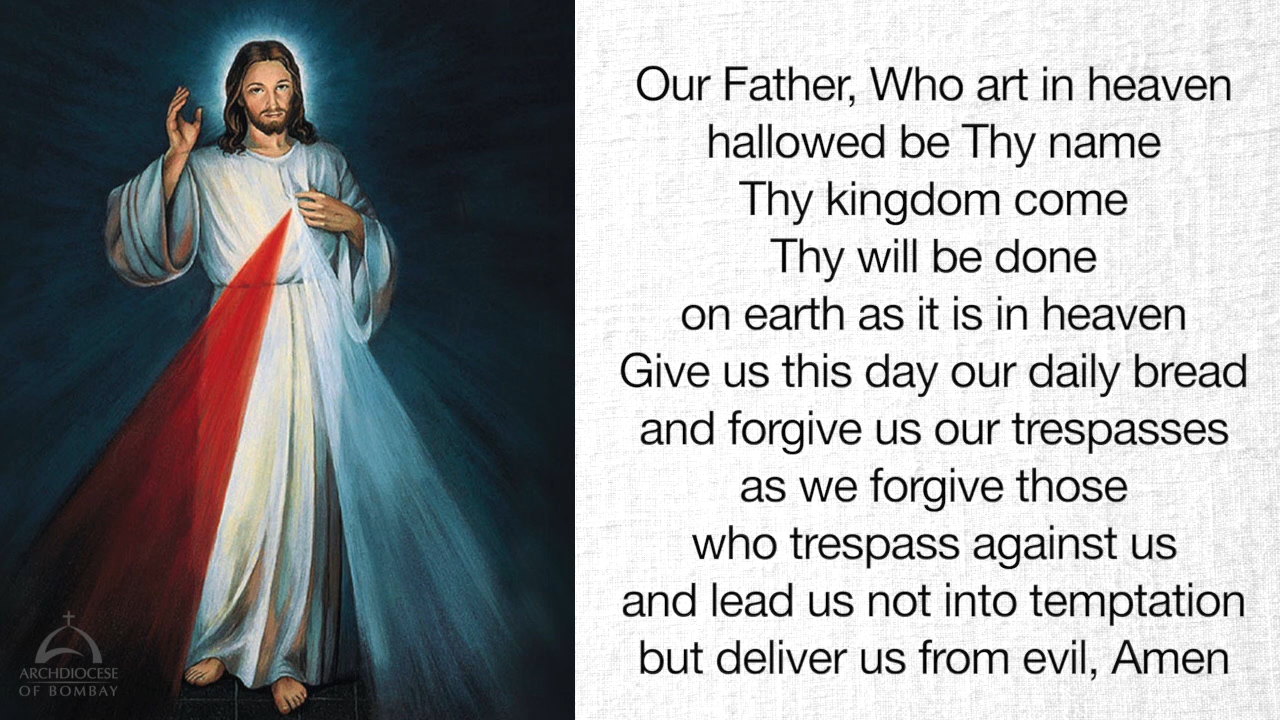 Our Father, Who art in heaven
hallowed be Thy name
Thy kingdom come
Thy will be done
on earth as it is in heaven
Give us this day our daily bread
and forgive us our trespasses
as we forgive those
who trespass against us
and lead us not into temptation
but deliver us from evil, Amen
ARCHDIOCESE
OF BOMBAY